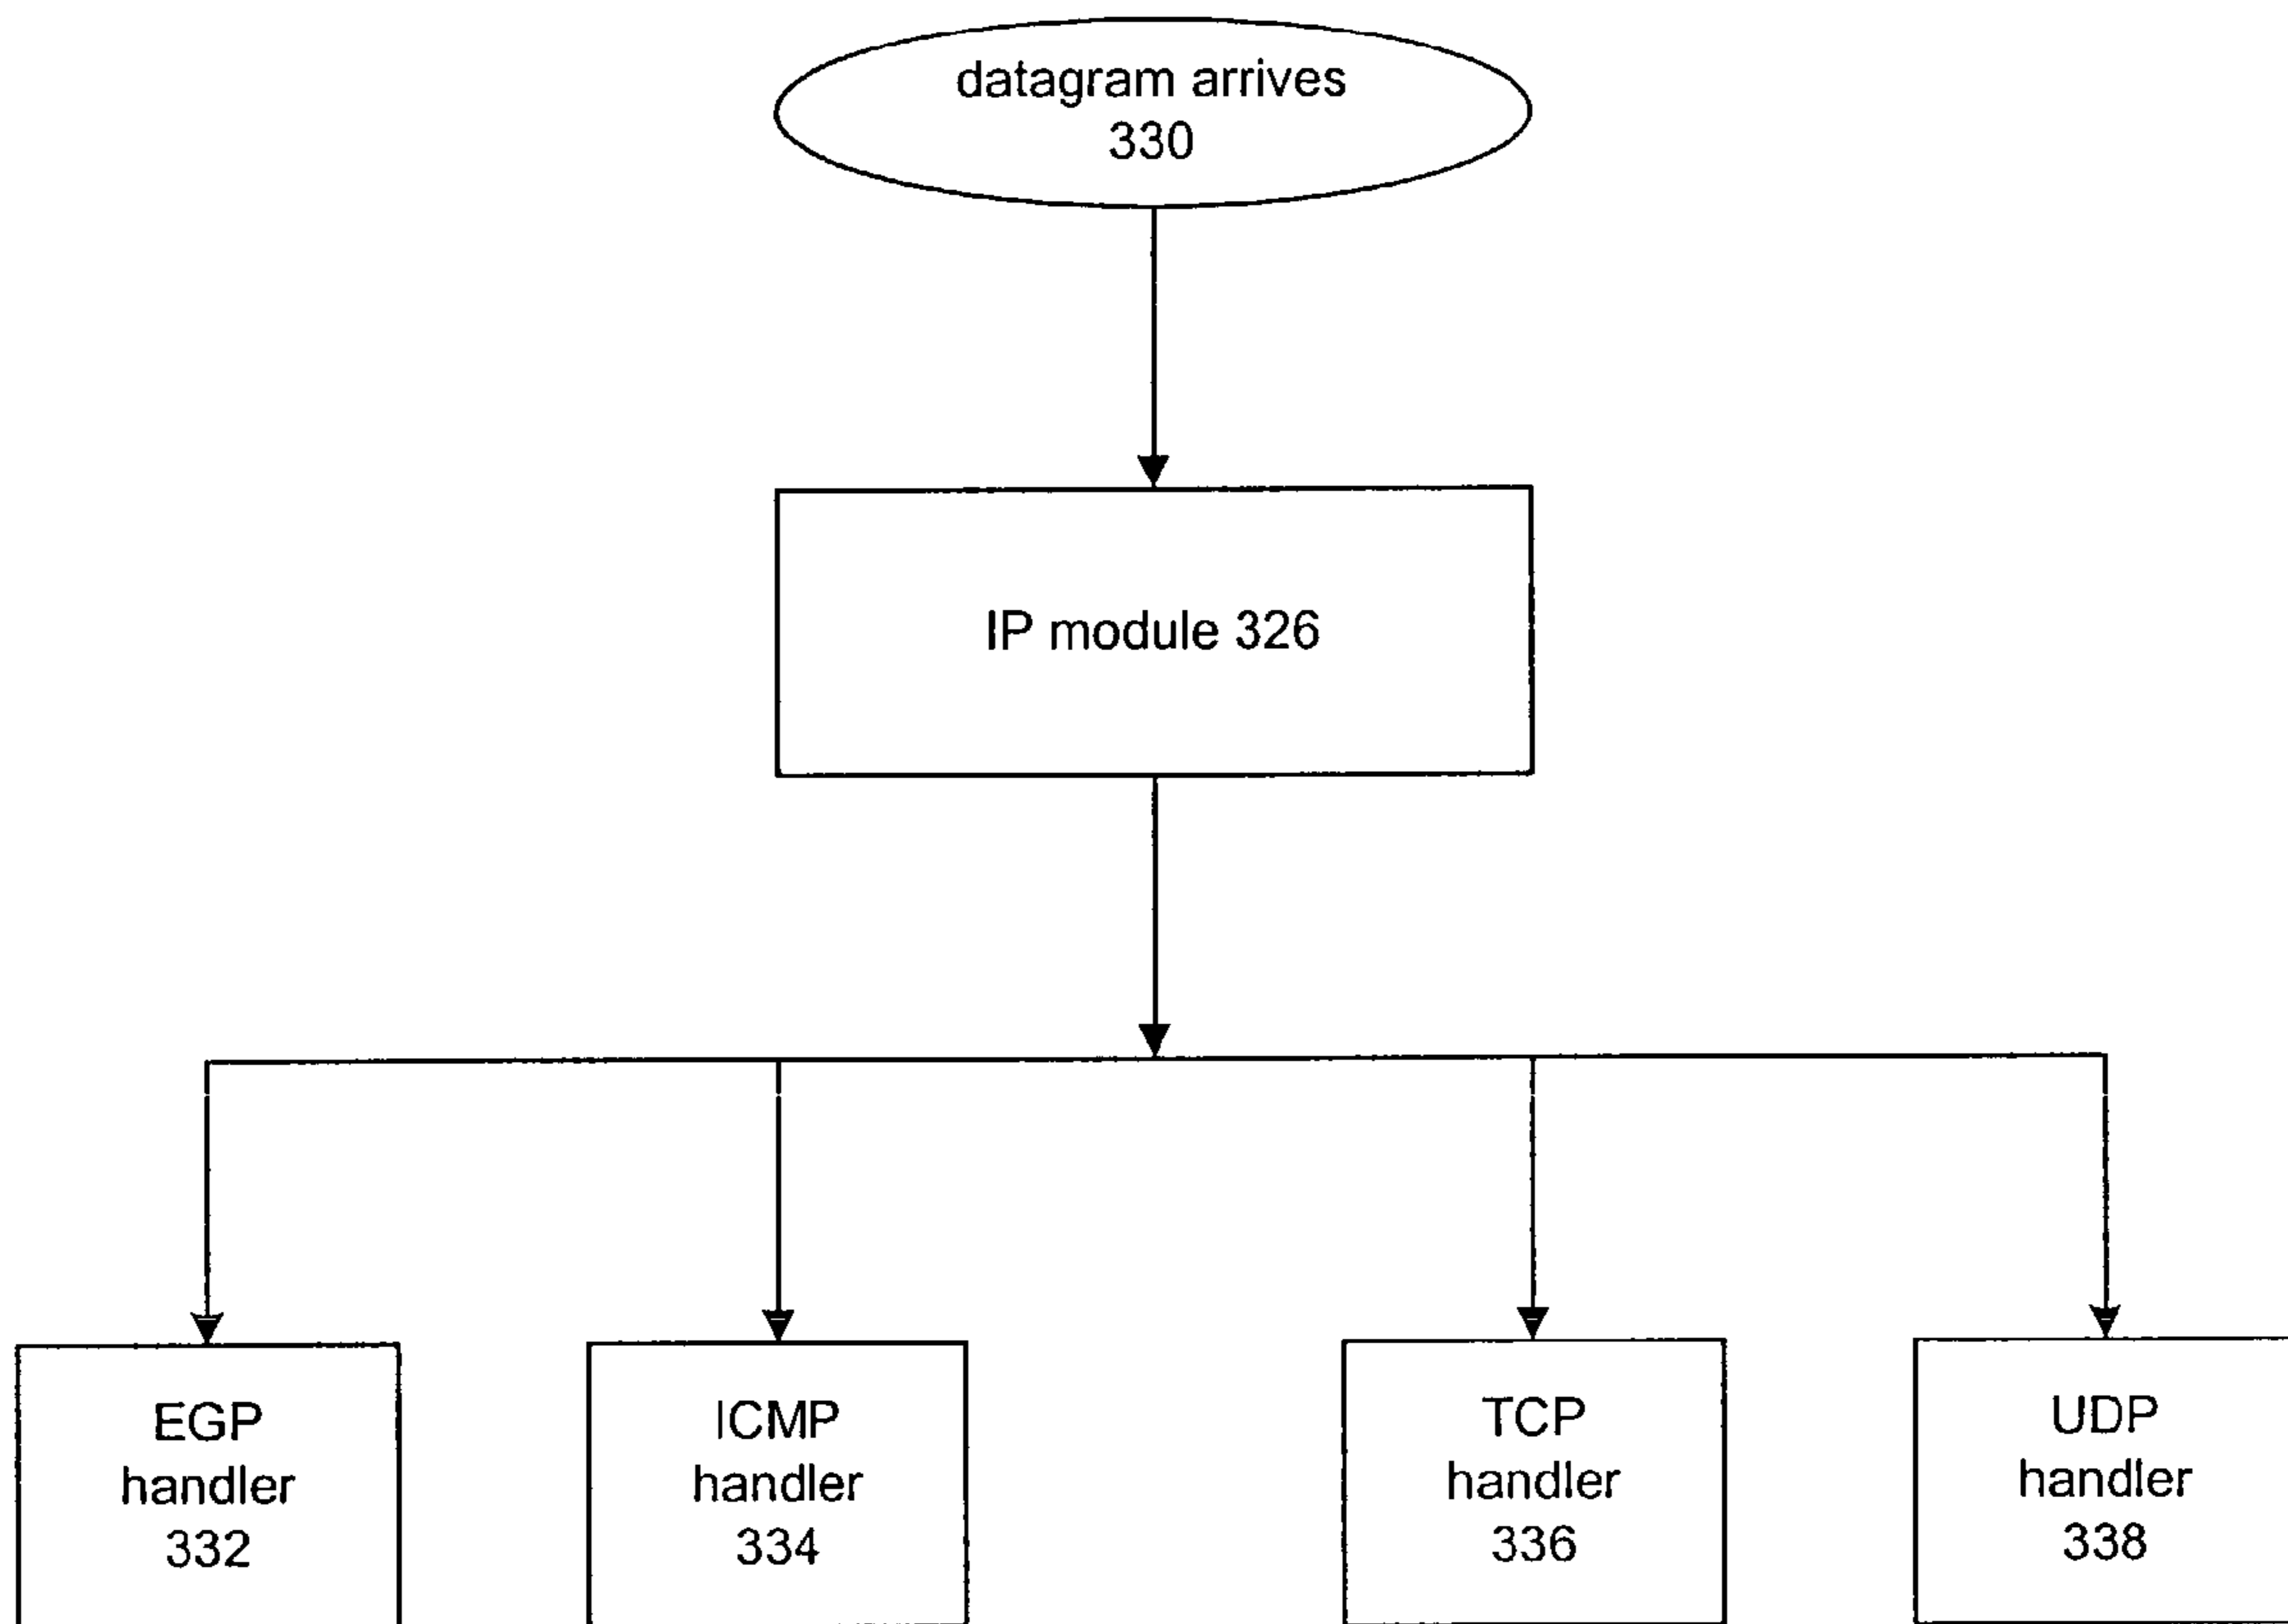 datagram arrives
330
IP module 326
EGP
handler
332
ICMP
handler
334
TCP
handler
336
UDP
handler
338